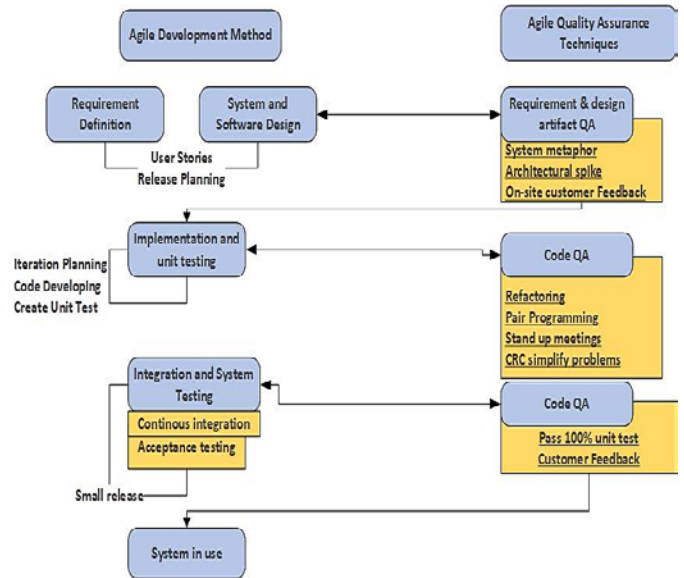 Agile Development Method
Agile Quality Assurance
Techniques
Requirement
Definition
System and
Software Design
Requirement & design
artifact QA
User Stories
Release Planning
System metaphor
Architectural spike
On-site customer Feedback
Implementation and
unit testing
Iteration Planning
Code Developing
Create Unit Test
Code QA
Refactoring
Pair Programming
Stand up meetings
CRC simplify problems
Integration and System
Testing
Continous integration
Acceptance testing
Small release
Code QA
Pass 100% unit test
Customer Feedback
System in use